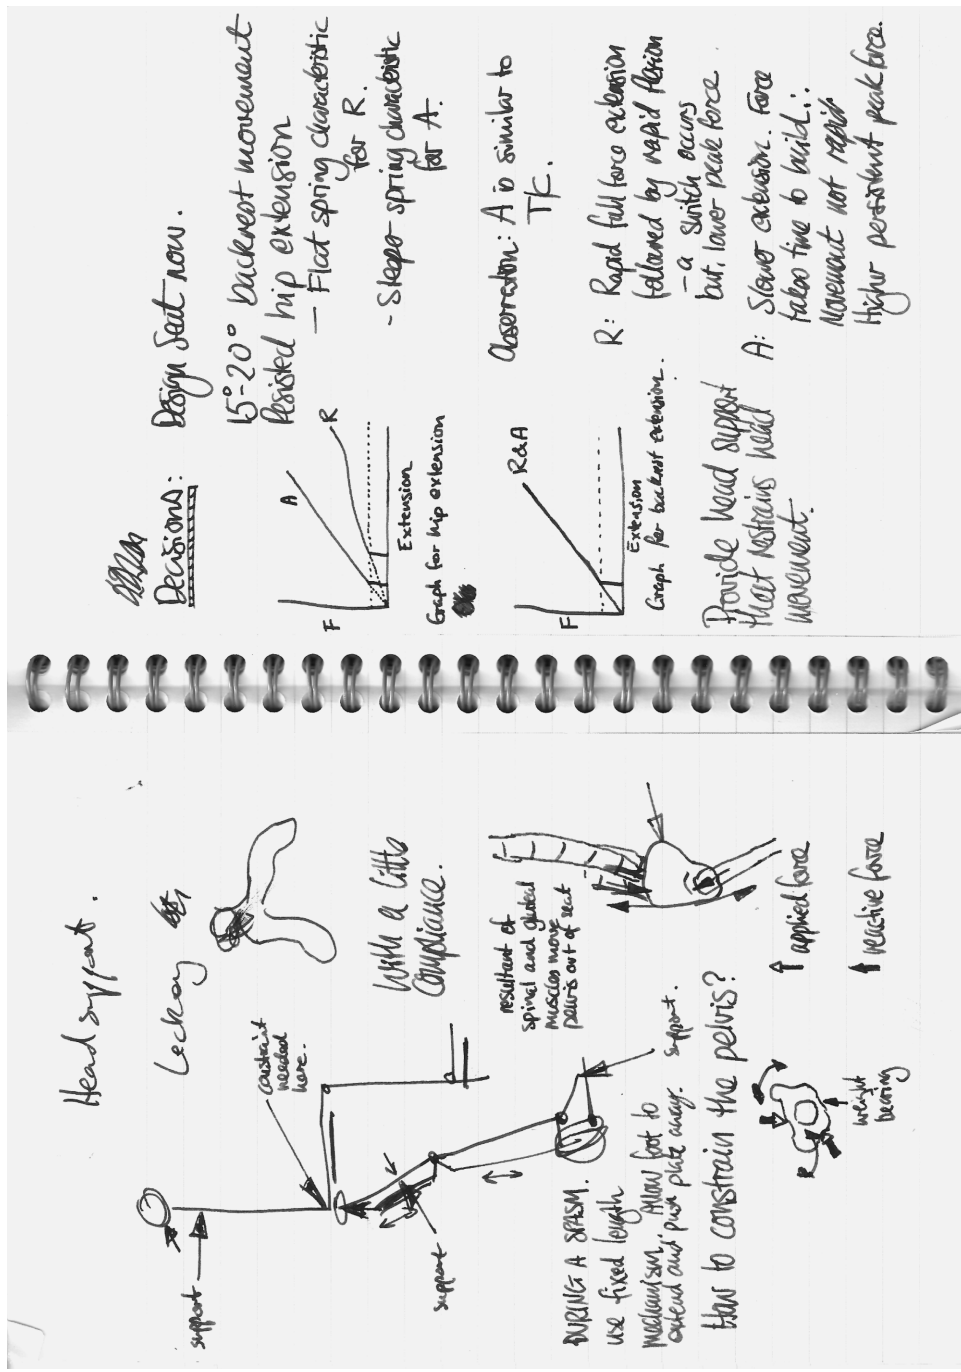 Head support.
Leckey
support
constraint
needed
here.
With a little
compliance.
support
DURING A SPASM.
use fixed length
mechanism. Allow foot to
extend and push plate away.
support.
resultant of
spinal and gluteal
muscles move
pelvis out of seat
How to constrain the pelvis?
applied force
reactive force
R
weight
bearing
Decisions:
Design Seat now.
15°-20° backrest movement
Resisted hip extension
- Flat spring characteristic
for R.
- Steeper spring characteristic
for A.
F
A
R
Extension
Graph for hip extension
Observation: A is similar to
TK.
F
R&A
Extension
Graph for backrest extension.
R: Rapid full force extension
followed by rapid flexion
- a switch occurs
but, lower peak force.
Provide head support
that restrains head
movement.
A: Slower extension. Force
takes time to build ∴
Movement not rapid
Higher persistent peak force.